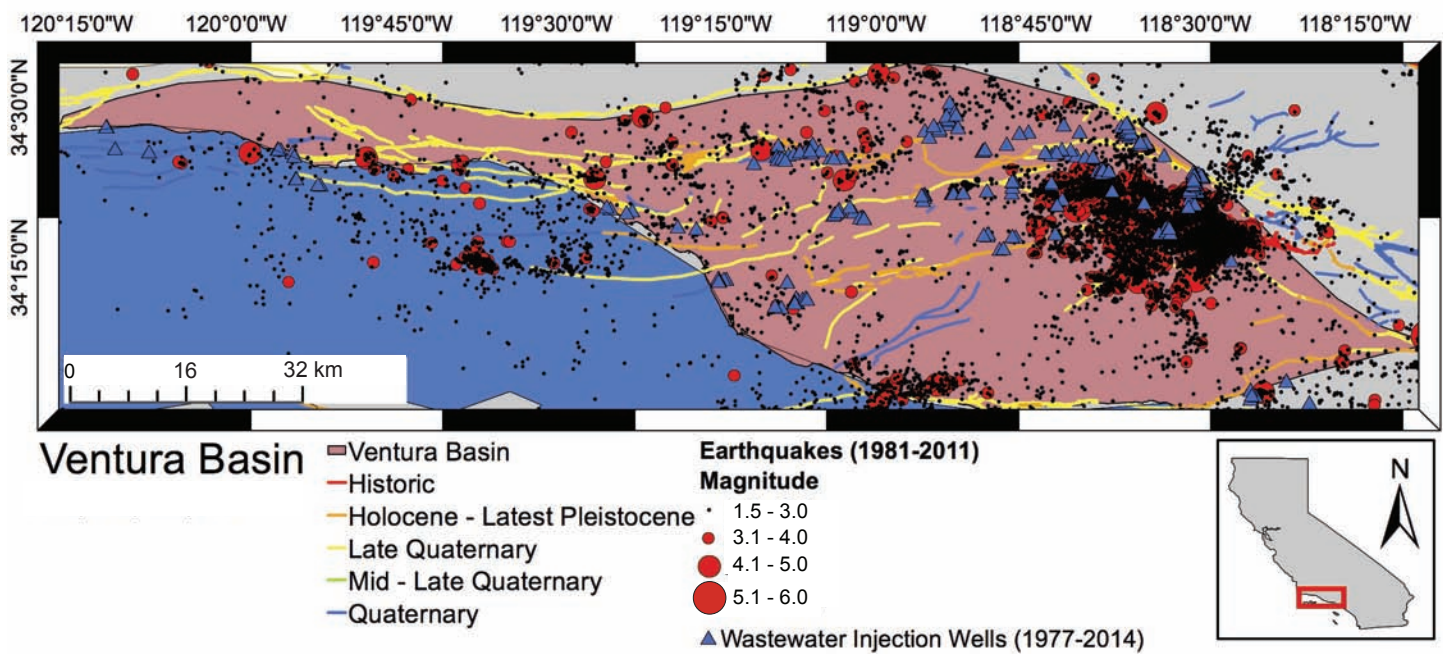 120°15'0"W 120°0'0"W 119°45'0"W 119°30'0"W 119°15'0"W 119°0'0"W 118°45'0"W 118°30'0"W 118°15'0"W
34°30'0"N
34°15'0"N
0 16 32 km
Ventura Basin
Ventura Basin
Historic
Holocene - Latest Pleistocene
Late Quaternary
Mid - Late Quaternary
Quaternary
Earthquakes (1981-2011)
Magnitude
1.5 - 3.0
3.1 - 4.0
4.1 - 5.0
5.1 - 6.0
Wastewater Injection Wells (1977-2014)
N